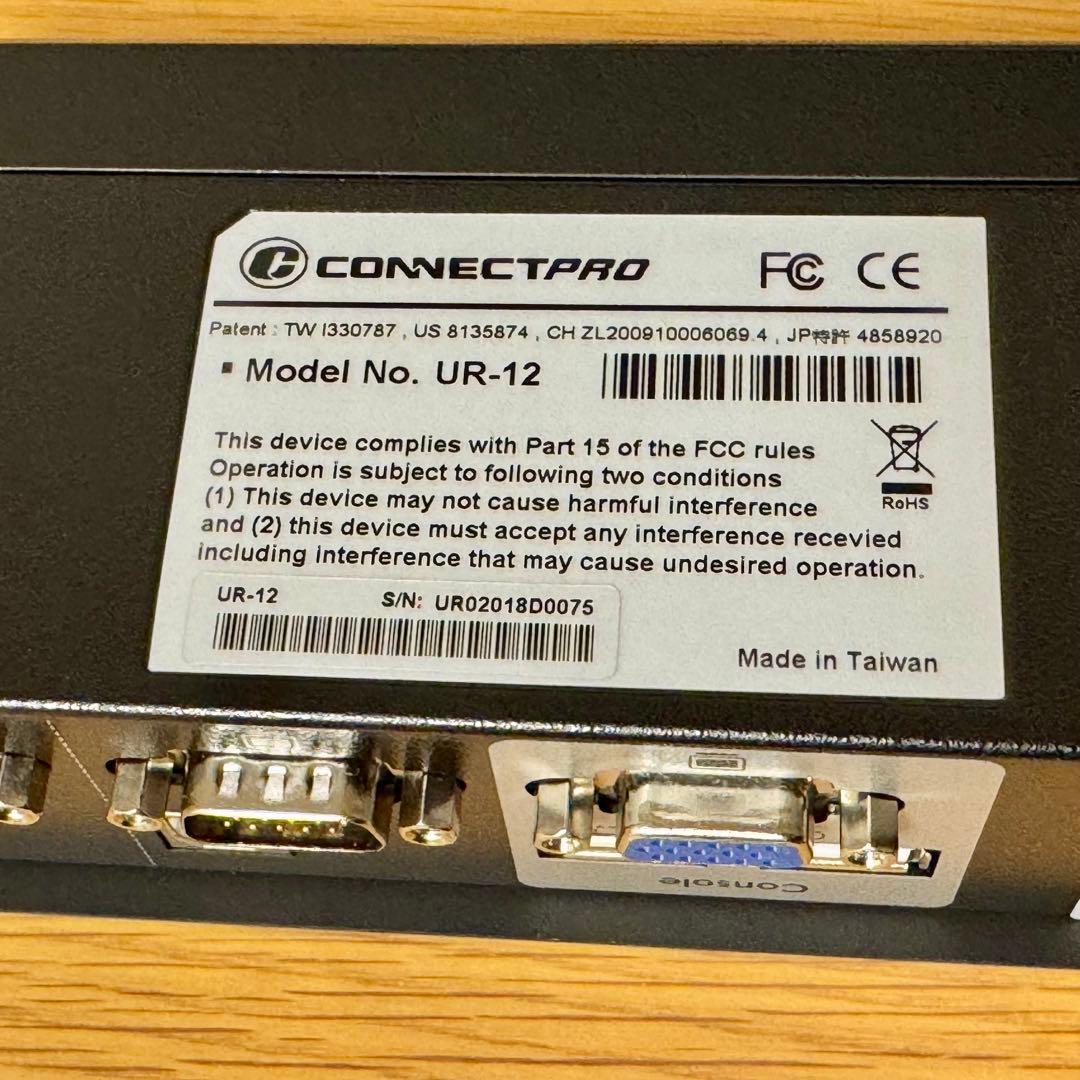 CONNECTPRO FC CE
Patent : TW I330787 , US 8135874 , CH ZL200910006069.4 , JP特許 4858920
▪ Model No. UR-12
This device complies with Part 15 of the FCC rules
Operation is subject to following two conditions
(1) This device may not cause harmful interference
and (2) this device must accept any interference recevied
including interference that may cause undesired operation.
RoHS
UR-12 S/N: UR02018D0075
Made in Taiwan
Console